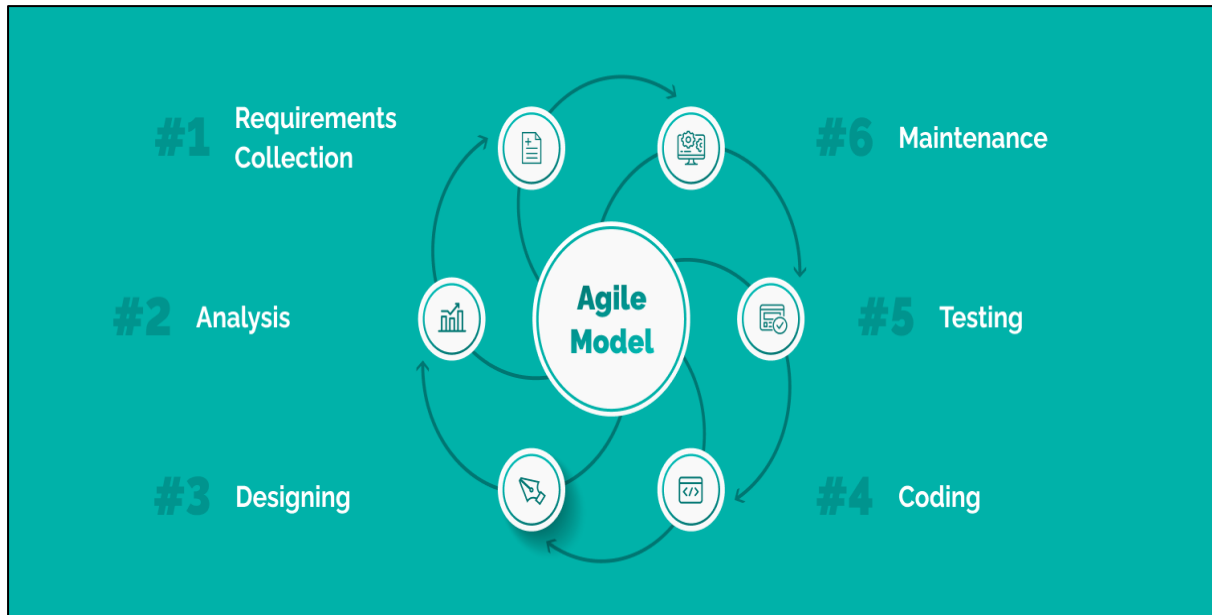 #1 Requirements
Collection
#2 Analysis
#3 Designing
Agile
Model
</>
#6 Maintenance
#5 Testing
#4 Coding